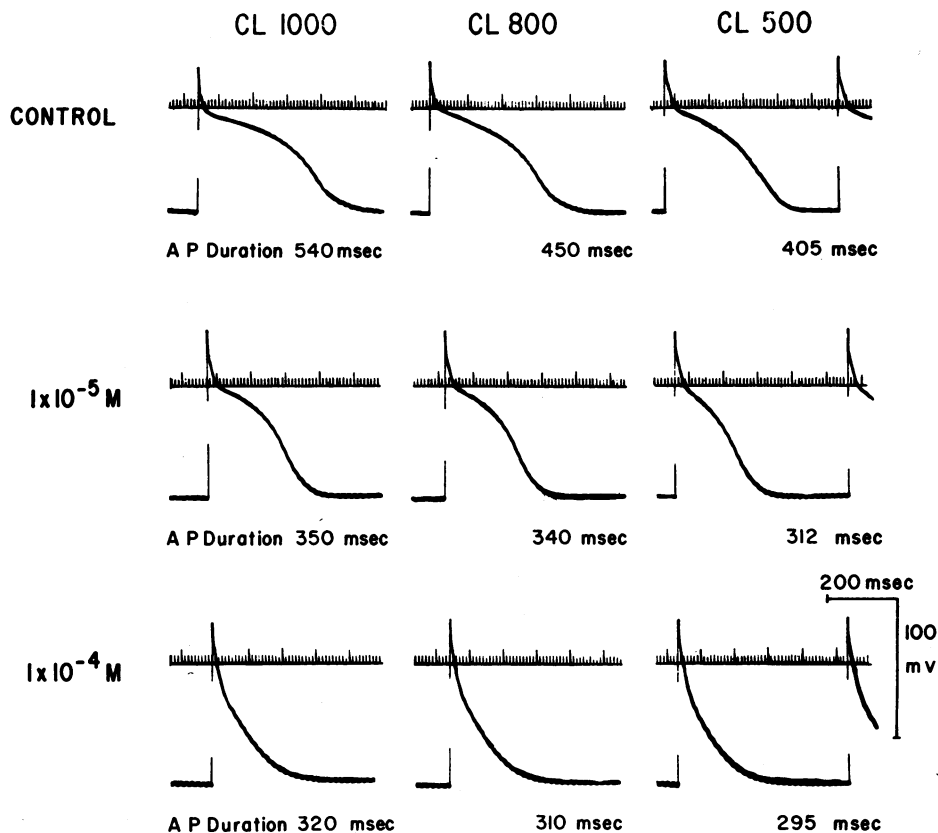 CL 1000 CL 800 CL 500
CONTROL
A P Duration 540 msec 450 msec 405 msec
1x10⁻⁵ M
A P Duration 350 msec 340 msec 312 msec
200 msec
100
mv
1x10⁻⁴ M
A P Duration 320 msec 310 msec 295 msec